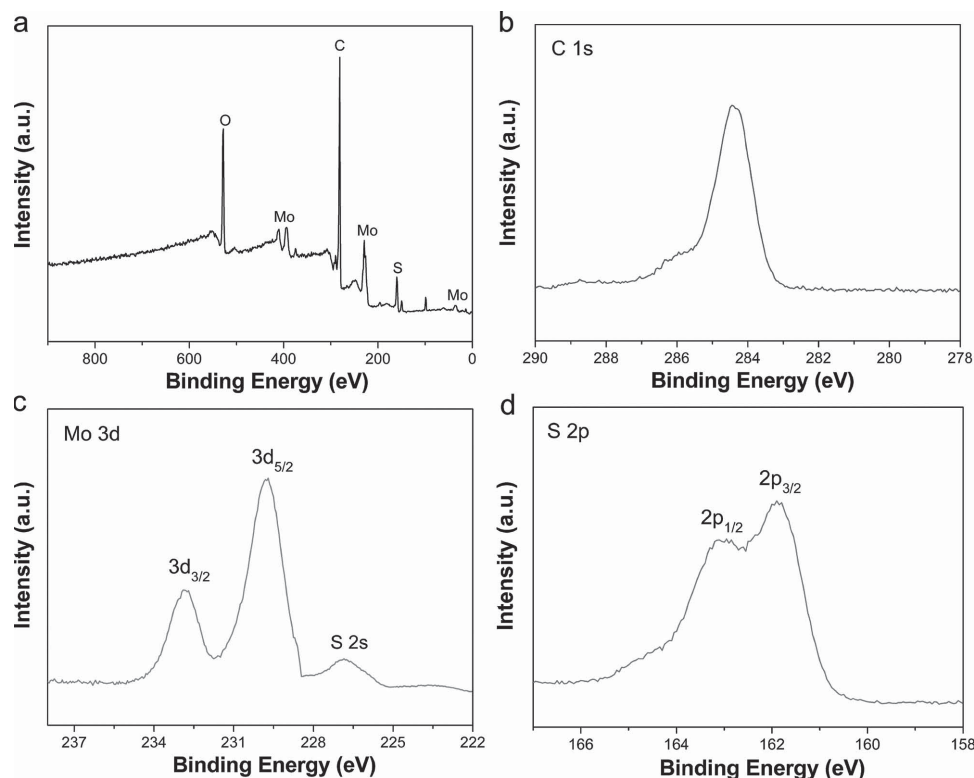 a
C
O
Mo
Mo
S
Mo
Intensity (a.u.)
800 600 400 200 0
Binding Energy (eV)
b
C 1s
Intensity (a.u.)
290 288 286 284 282 280 278
Binding Energy (eV)
c
Mo 3d
3d5/2
3d3/2
S 2s
Intensity (a.u.)
237 233 231 229 228 225 222
Binding Energy (eV)
d
S 2p
2p3/2
2p1/2
Intensity (a.u.)
166 164 162 160 158
Binding Energy (eV)